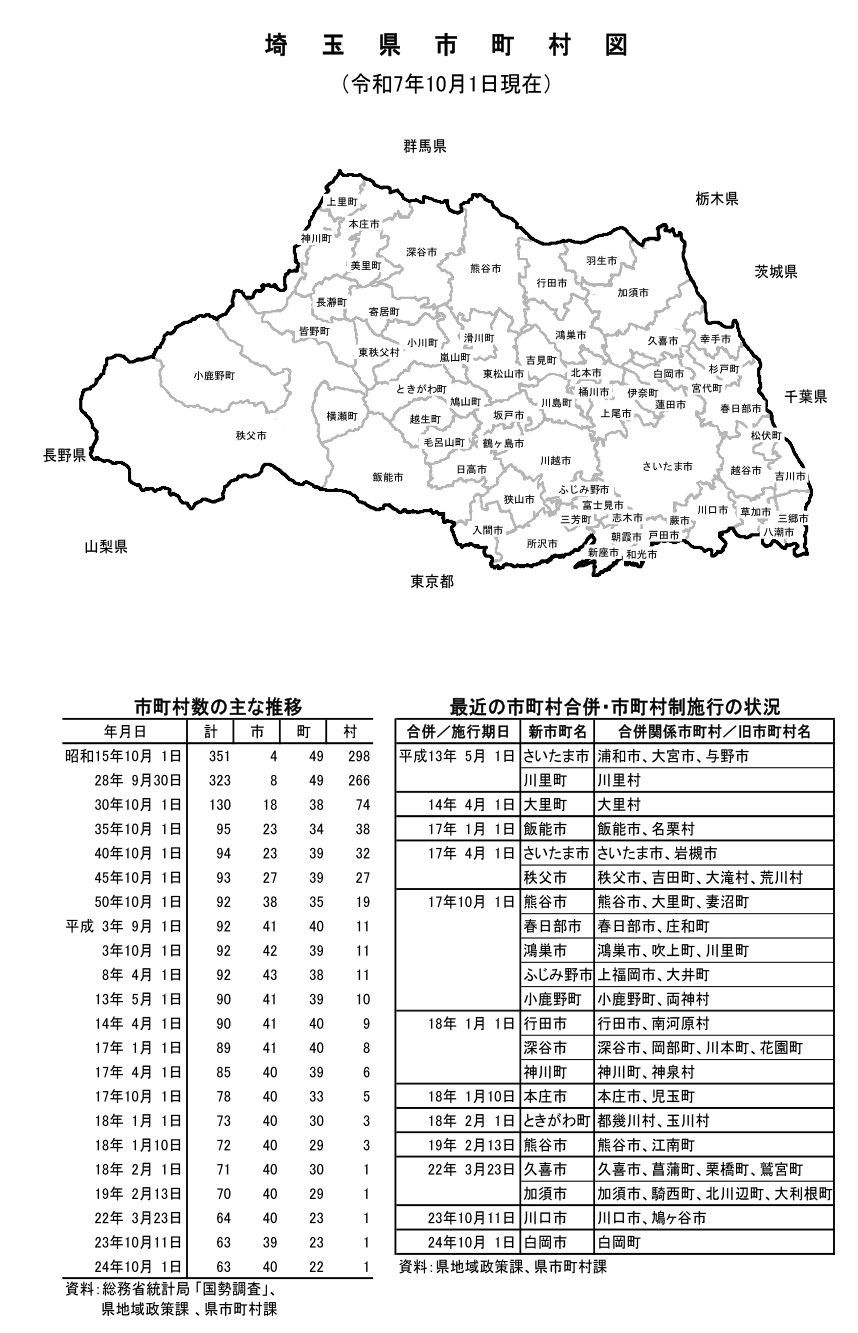 埼玉県市町村図
（令和7年10月1日現在）
群馬県
栃木県
茨城県
千葉県
長野県
山梨県
東京都
上里町
本庄市
神川町
美里町
深谷市
熊谷市
行田市
羽生市
加須市
長瀞町
寄居町
皆野町
東秩父村
小川町
嵐山町
滑川町
東松山市
吉見町
鴻巣市
久喜市
幸手市
小鹿野町
ときがわ町
鳩山町
川島町
北本市
桶川市
上尾市
伊奈町
白岡市
蓮田市
宮代町
杉戸町
春日部市
横瀬町
越生町
坂戸市
松伏町
秩父市
毛呂山町
鶴ヶ島市
川越市
さいたま市
越谷市
吉川市
飯能市
日高市
狭山市
ふじみ野市
富士見市
三芳町
志木市
蕨市
川口市
草加市
三郷市
八潮市
入間市
所沢市
朝霞市
戸田市
新座市
和光市
市町村数の主な推移
年月日 計 市 町 村
昭和15年10月 1日 351 4 49 298
28年 9月30日 323 8 49 266
30年10月 1日 130 18 38 74
35年10月 1日 95 23 34 38
40年10月 1日 94 23 39 32
45年10月 1日 93 27 39 27
50年10月 1日 92 38 35 19
平成 3年 9月 1日 92 41 40 11
3年10月 1日 92 42 39 11
8年 4月 1日 92 43 38 11
13年 5月 1日 90 41 39 10
14年 4月 1日 90 41 40 9
17年 1月 1日 89 41 40 8
17年 4月 1日 85 40 39 6
17年10月 1日 78 40 33 5
18年 1月 1日 73 40 30 3
18年 1月10日 72 40 29 3
18年 2月 1日 71 40 30 1
19年 2月13日 70 40 29 1
22年 3月23日 64 40 23 1
23年10月11日 63 39 23 1
24年10月 1日 63 40 22 1
資料：総務省統計局「国勢調査」、
県地域政策課 、県市町村課
最近の市町村合併・市町村制施行の状況
合併／施行期日 新市町村名 合併関係市町村／旧市町村名
平成13年 5月 1日 さいたま市 浦和市、大宮市、与野市
川里町 川里村
14年 4月 1日 大里町 大里村
17年 1月 1日 飯能市 飯能市、名栗村
17年 4月 1日 さいたま市 さいたま市、岩槻市
秩父市 秩父市、吉田町、大滝村、荒川村
17年10月 1日 熊谷市 熊谷市、大里町、妻沼町
春日部市 春日部市、庄和町
鴻巣市 鴻巣市、吹上町、川里町
ふじみ野市 上福岡市、大井町
小鹿野町 小鹿野町、両神村
18年 1月 1日 行田市 行田市、南河原村
深谷市 深谷市、岡部町、川本町、花園町
神川町 神川町、神泉村
18年 1月10日 本庄市 本庄市、児玉町
18年 2月 1日 ときがわ町 都幾川村、玉川村
19年 2月13日 熊谷市 熊谷市、江南町
22年 3月23日 久喜市 久喜市、菖蒲町、栗橋町、鷲宮町
加須市 加須市、騎西町、北川辺町、大利根町
23年10月11日 川口市 川口市、鳩ヶ谷市
24年10月 1日 白岡市 白岡町
資料：県地域政策課、県市町村課